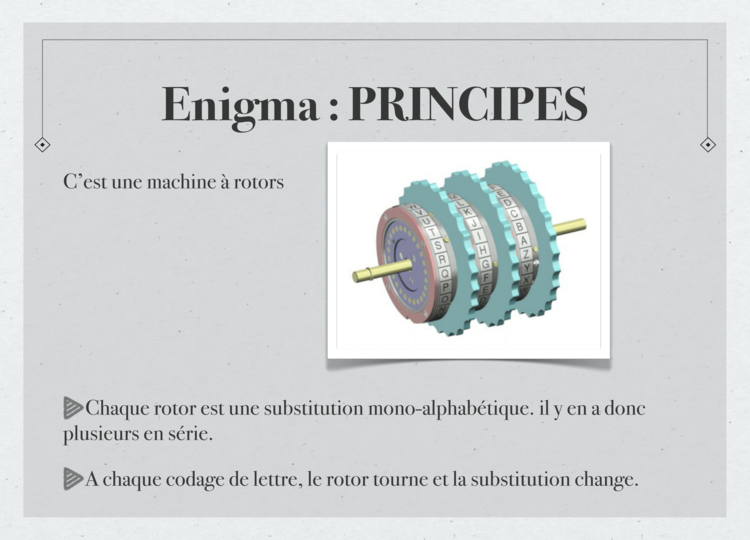 Enigma : PRINCIPES
C’est une machine à rotors
U
T
S
R
Q
P
K
J
I
H
G
F
E
D
C
B
A
Z
Y
Chaque rotor est une substitution mono-alphabétique. il y en a donc
plusieurs en série.
A chaque codage de lettre, le rotor tourne et la substitution change.